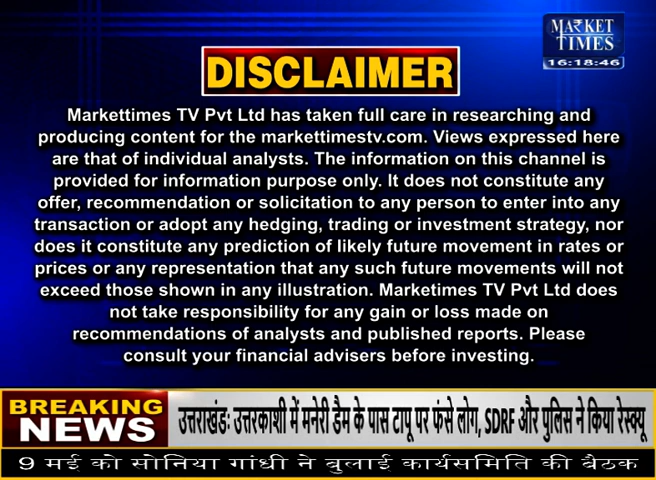 MARKET
TIMES
16:18:46
DISCLAIMER
Markettimes TV Pvt Ltd has taken full care in researching and
producing content for the markettimestv.com. Views expressed here
are that of individual analysts. The information on this channel is
provided for information purpose only. It does not constitute any
offer, recommendation or solicitation to any person to enter into any
transaction or adopt any hedging, trading or investment strategy, nor
does it constitute any prediction of likely future movement in rates or
prices or any representation that any such future movements will not
exceed those shown in any illustration. Marketimes TV Pvt Ltd does
not take responsibility for any gain or loss made on
recommendations of analysts and published reports. Please
consult your financial advisers before investing.
BREAKING
NEWS
उत्तराखंडः उत्तरकाशी में मनेरी डैम के पास टापू पर फंसे लोग, SDRF और पुलिस ने किया रेस्क्यू
9 मई को सोनिया गांधी ने बुलाई कार्यसमिति की बैठक